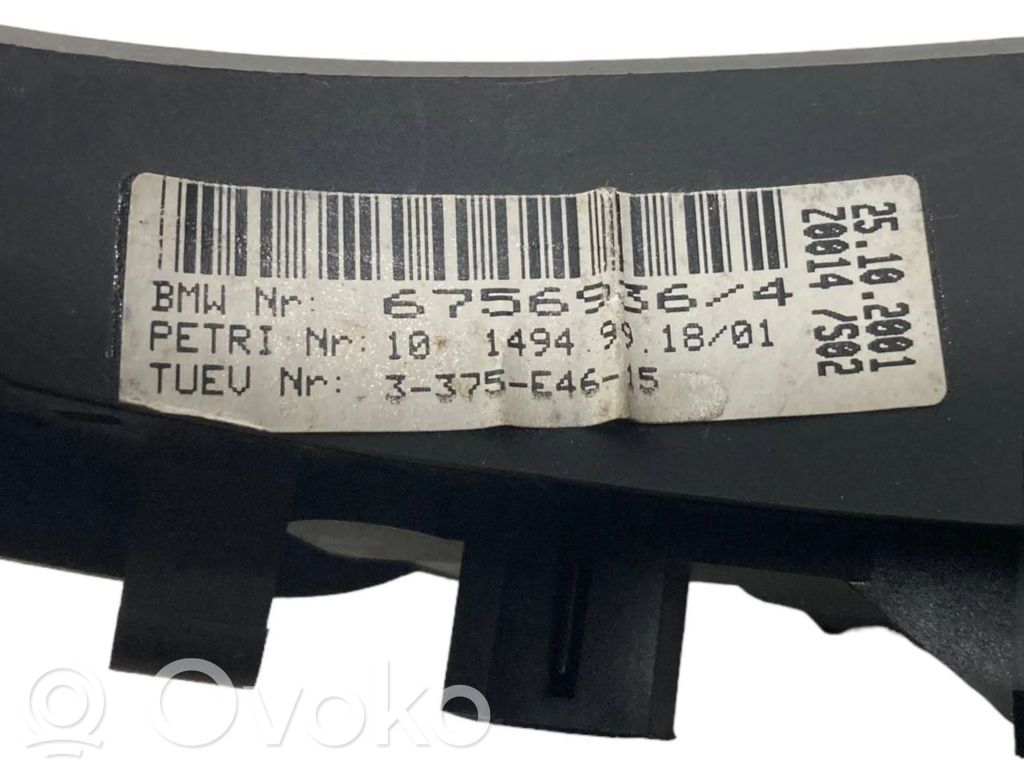 BMW Nr: 6756936/4
PETRI Nr: 10 1494.99.18/01
TUEV Nr: 3-375-E46-15
25.10.2001
Z0014 /S02
Ovoko